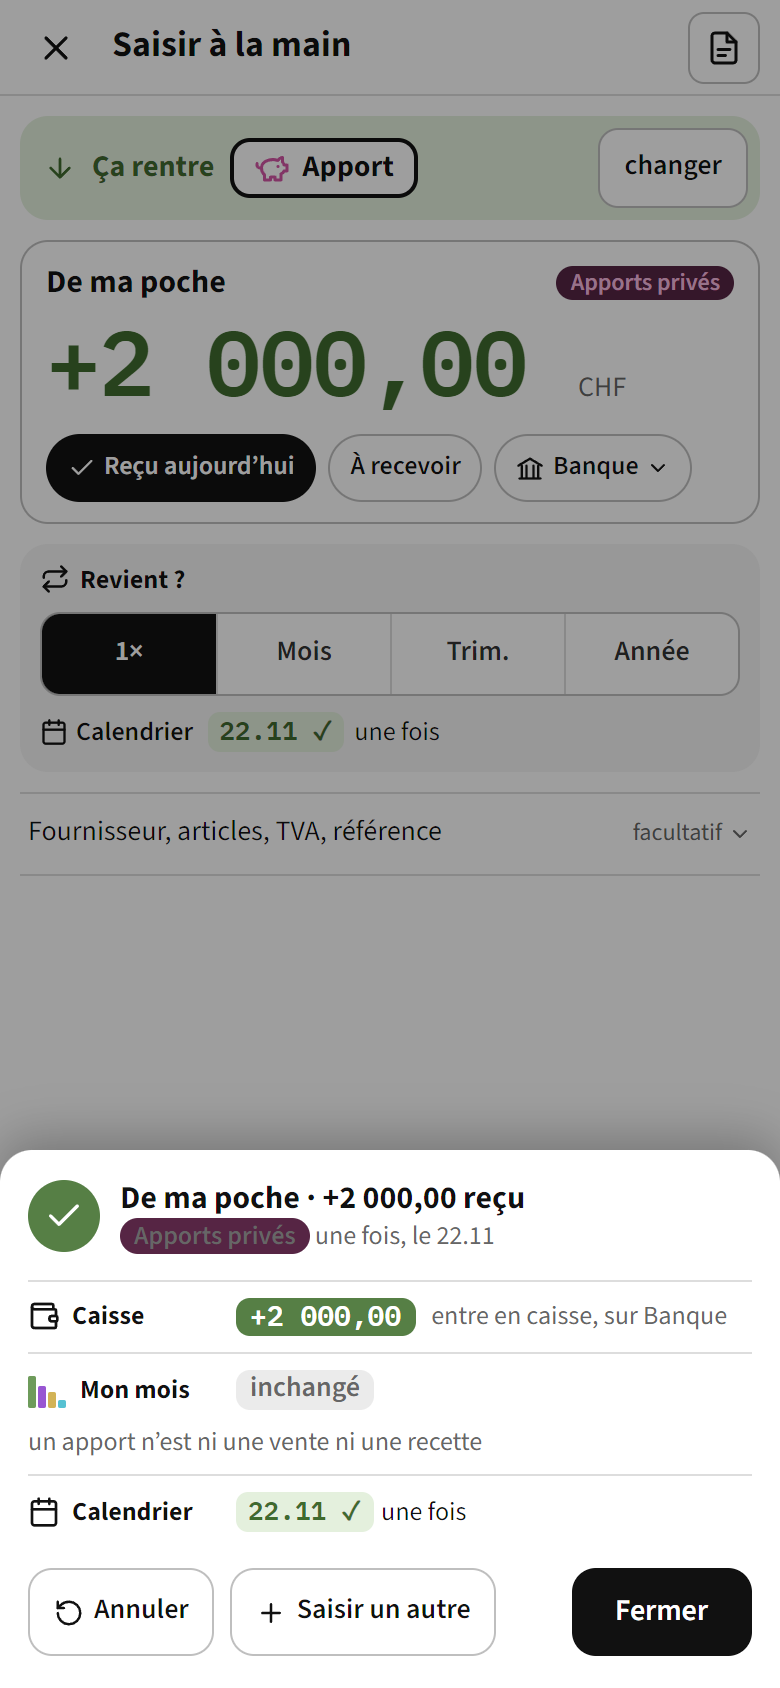 Saisir à la main
Ça rentre Apport changer
De ma poche Apports privés
+2 000,00 CHF
Reçu aujourd’hui À recevoir Banque
Revient ?
1× Mois Trim. Année
Calendrier 22.11 ✓ une fois
Fournisseur, articles, TVA, référence facultatif
De ma poche · +2 000,00 reçu
Apports privés une fois, le 22.11
Caisse +2 000,00 entre en caisse, sur Banque
Mon mois inchangé
un apport n’est ni une vente ni une recette
Calendrier 22.11 ✓ une fois
Annuler Saisir un autre Fermer